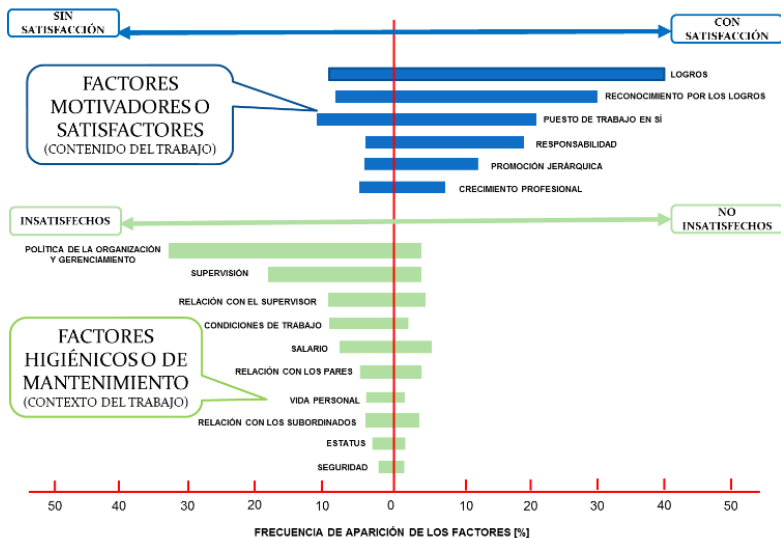 SIN
SATISFACCIÓN
CON
SATISFACCIÓN
FACTORES
MOTIVADORES O
SATISFACTORES
(CONTENIDO DEL TRABAJO)
LOGROS
RECONOCIMIENTO POR LOS LOGROS
PUESTO DE TRABAJO EN SÍ
RESPONSABILIDAD
PROMOCIÓN JERÁRQUICA
CRECIMIENTO PROFESIONAL
INSATISFECHOS
NO
INSATISFECHOS
POLÍTICA DE LA ORGANIZACIÓN
Y GERENCIAMIENTO
SUPERVISIÓN
RELACIÓN CON EL SUPERVISOR
CONDICIONES DE TRABAJO
SALARIO
RELACIÓN CON LOS PARES
VIDA PERSONAL
RELACIÓN CON LOS SUBORDINADOS
ESTATUS
SEGURIDAD
FACTORES
HIGIÉNICOS O DE
MANTENIMIENTO
(CONTEXTO DEL TRABAJO)
50 40 30 20 10 0 10 20 30 40 50
FRECUENCIA DE APARICIÓN DE LOS FACTORES [%]